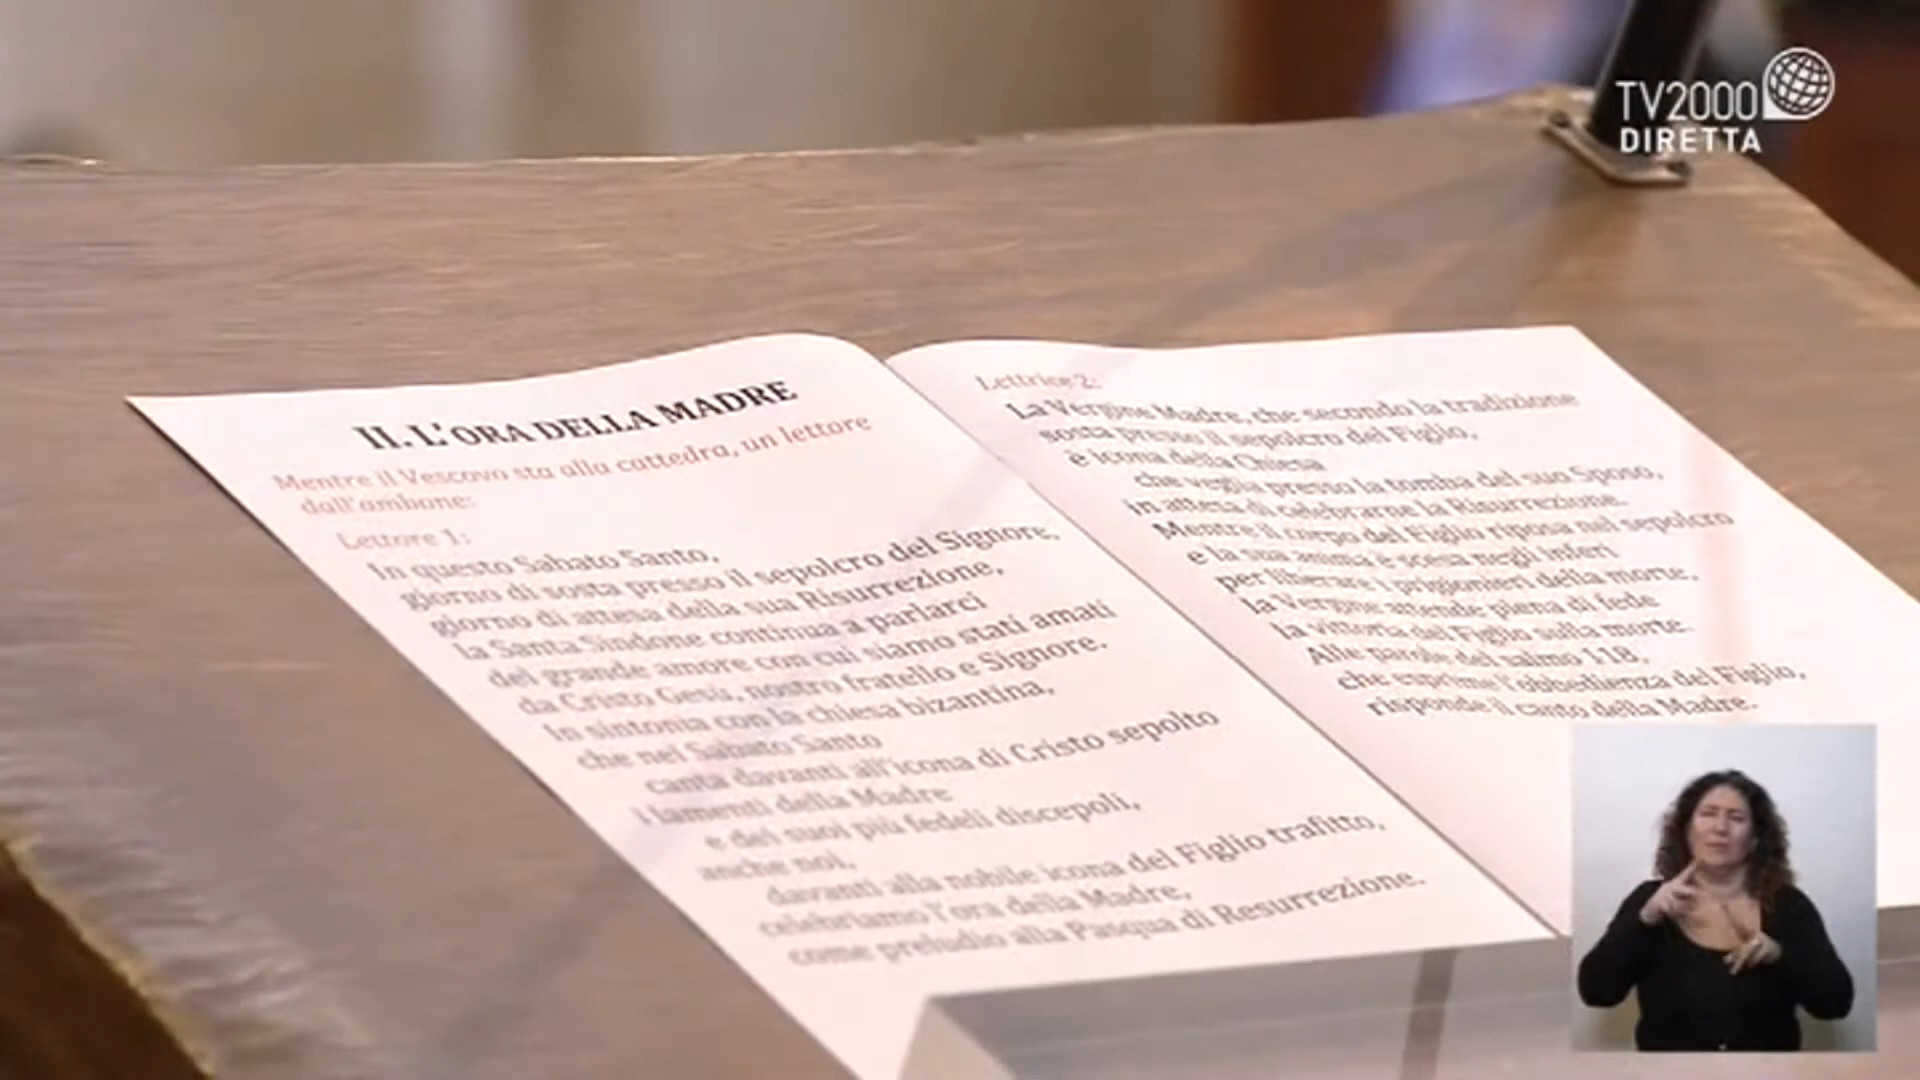 TV2000
DIRETTA
II. L'ORA DELLA MADRE
Mentre il Vescovo sta alla cattedra, un lettore
dall'ambone:
Lettore 1:
In questo Sabato Santo,
giorno di sosta presso il sepolcro del Signore,
giorno di attesa della sua Risurrezione,
la Santa Sindone continua a parlarci
del grande amore con cui siamo stati amati
da Cristo Gesù, nostro fratello e Signore.
In sintonia con la chiesa bizantina,
che nel Sabato Santo
canta davanti all'icona di Cristo sepolto
i lamenti della Madre
e dei suoi più fedeli discepoli,
anche noi,
davanti alla nobile icona del Figlio trafitto,
celebriamo l'ora della Madre,
come preludio alla Pasqua di Resurrezione.
Lettrice 2:
La Vergine Madre, che secondo la tradizione
sosta presso il sepolcro del Figlio,
è icona della Chiesa
che veglia presso la tomba del suo Sposo,
in attesa di celebrarne la Risurrezione.
Mentre il corpo del Figlio riposa nel sepolcro
e la sua anima è scesa negli inferi
per liberare i prigionieri della morte,
la Vergine attende piena di fede
la vittoria del Figlio sulla morte.
Alle parole del salmo 118,
che esprime l'obbedienza del Figlio,
risponde il canto della Madre.